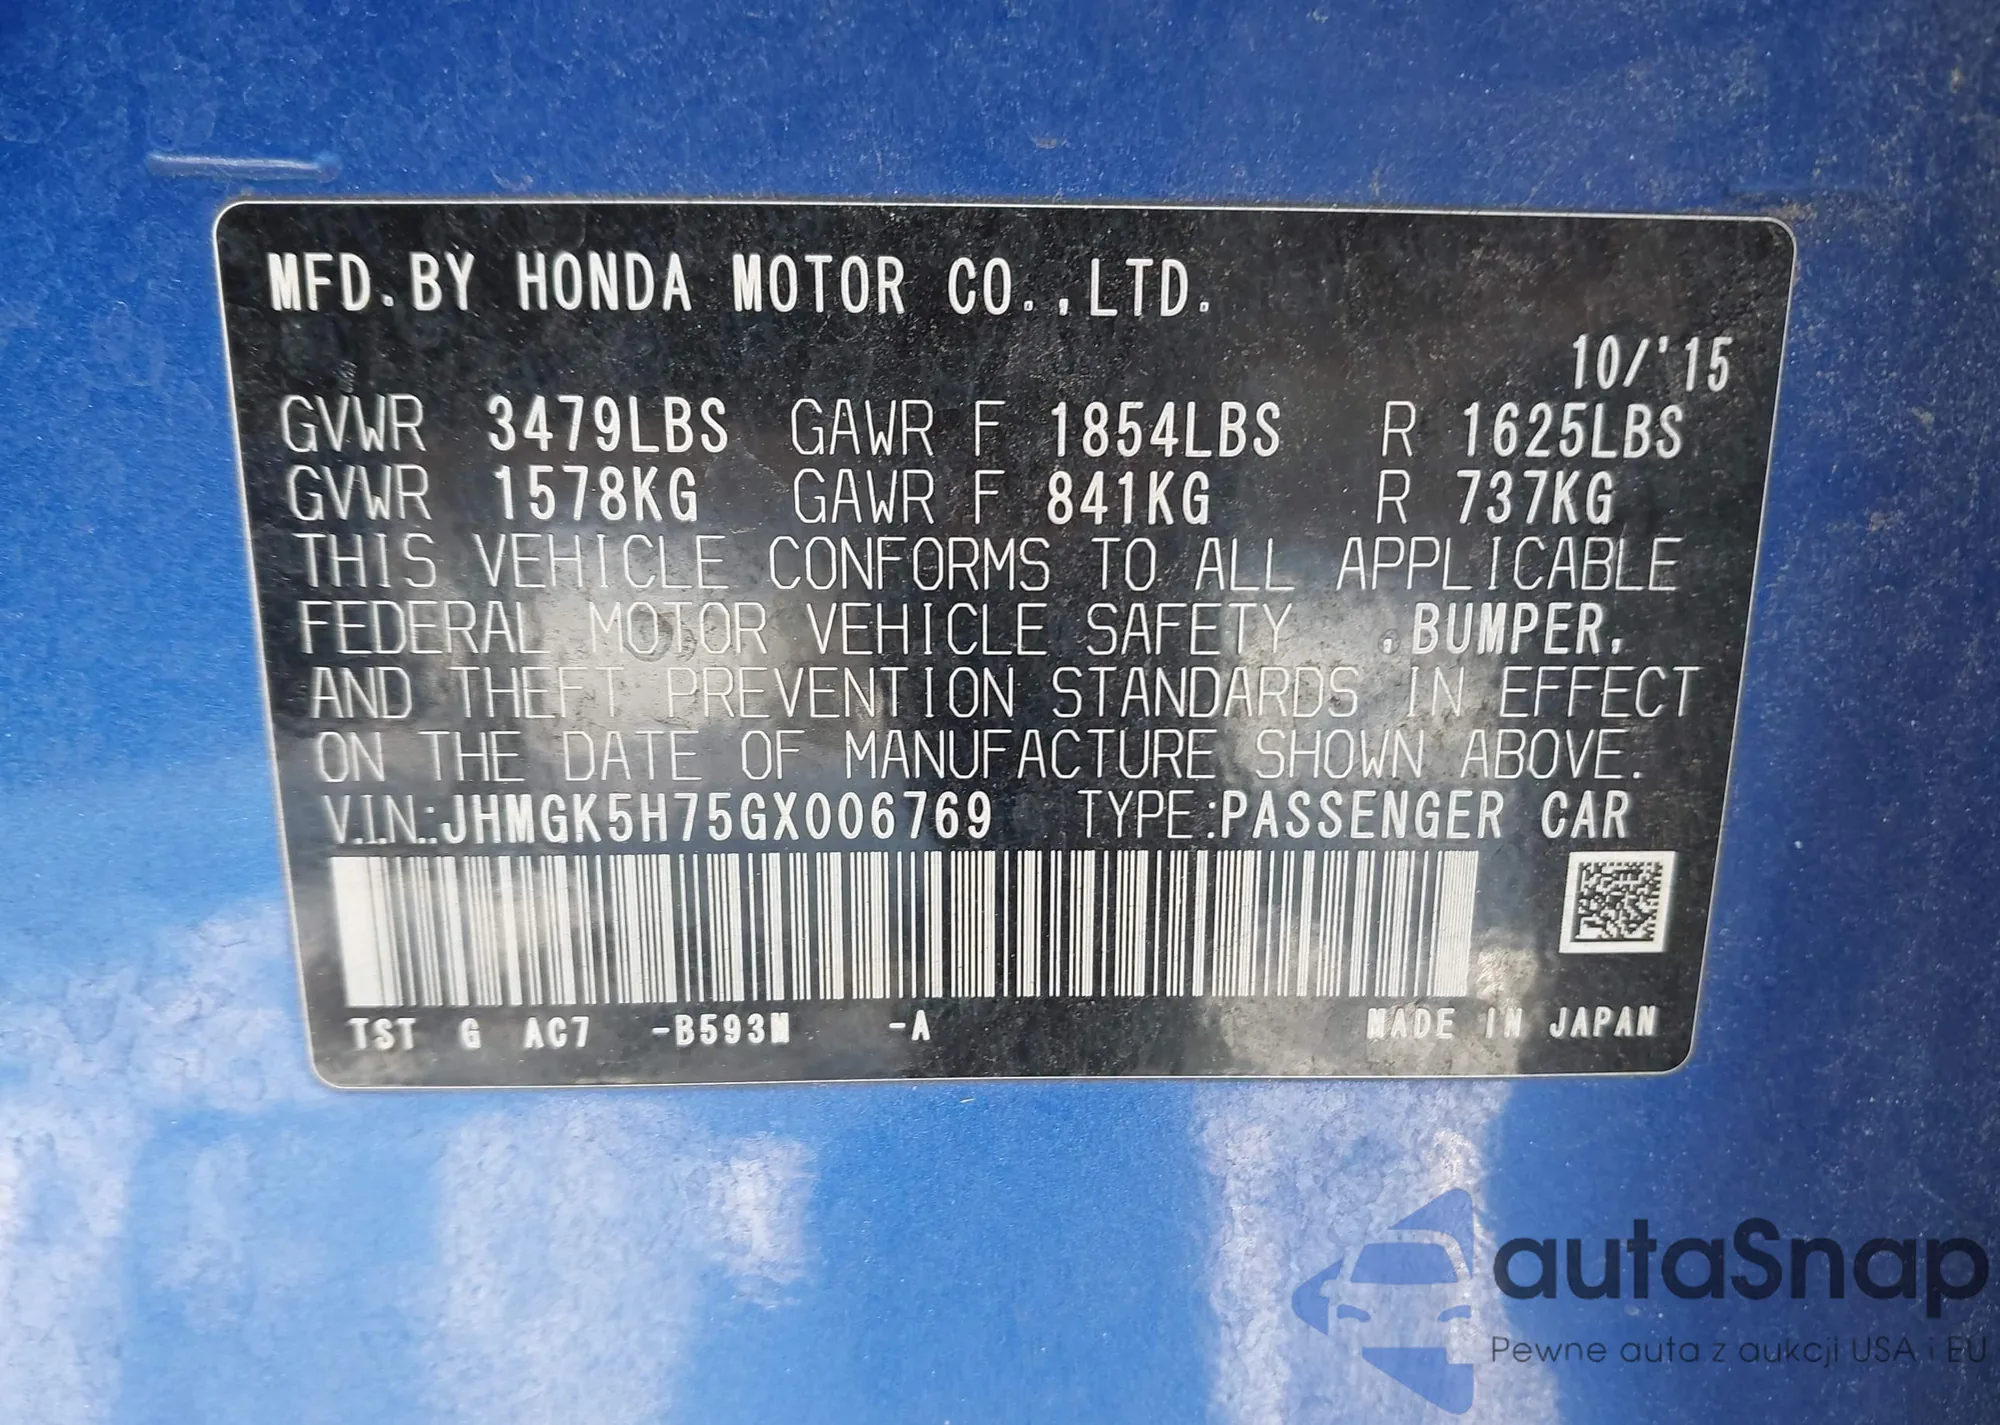 MFD.BY HONDA MOTOR CO.,LTD.
10/'15
GVWR 3479LBS GAWR F 1854LBS R 1625LBS
GVWR 1578KG GAWR F 841KG R 737KG
THIS VEHICLE CONFORMS TO ALL APPLICABLE
FEDERAL MOTOR VEHICLE SAFETY ,BUMPER,
AND THEFT PREVENTION STANDARDS IN EFFECT
ON THE DATE OF MANUFACTURE SHOWN ABOVE.
V.I.N.:JHMGK5H75GX006769 TYPE:PASSENGER CAR
TST G AC7 -B593M -A MADE IN JAPAN
autaSnap
Pewne auta z aukcji USA i EU